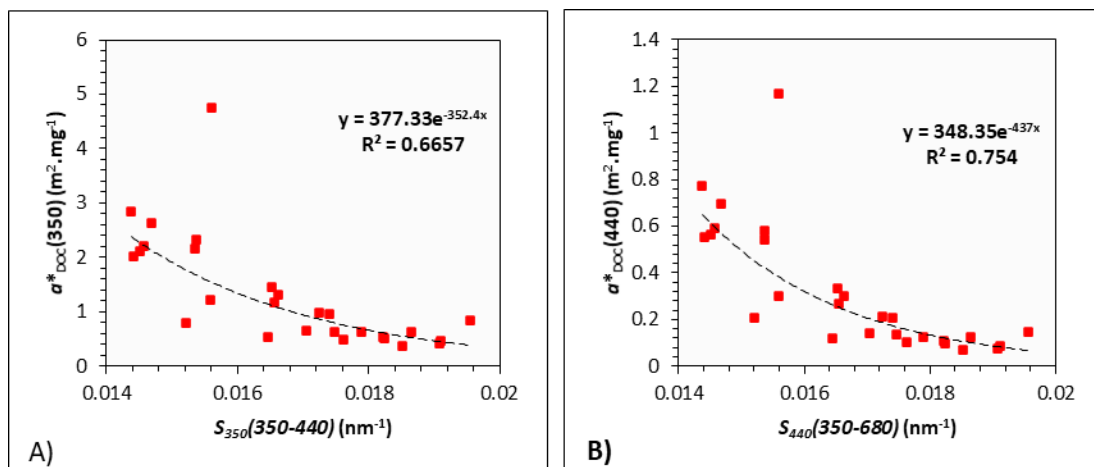 6
5
4
3
2
1
0
0.014
0.016
0.018
0.02
a*DOC(350) (m2.mg-1)
y = 377.33e-352.4x
R2 = 0.6657
S350(350-440) (nm-1)
A)
1.4
1.2
1
0.8
0.6
0.4
0.2
0
0.014
0.016
0.018
0.02
a*DOC(440) (m2.mg-1)
y = 348.35e-437x
R2 = 0.754
S440(350-680) (nm-1)
B)